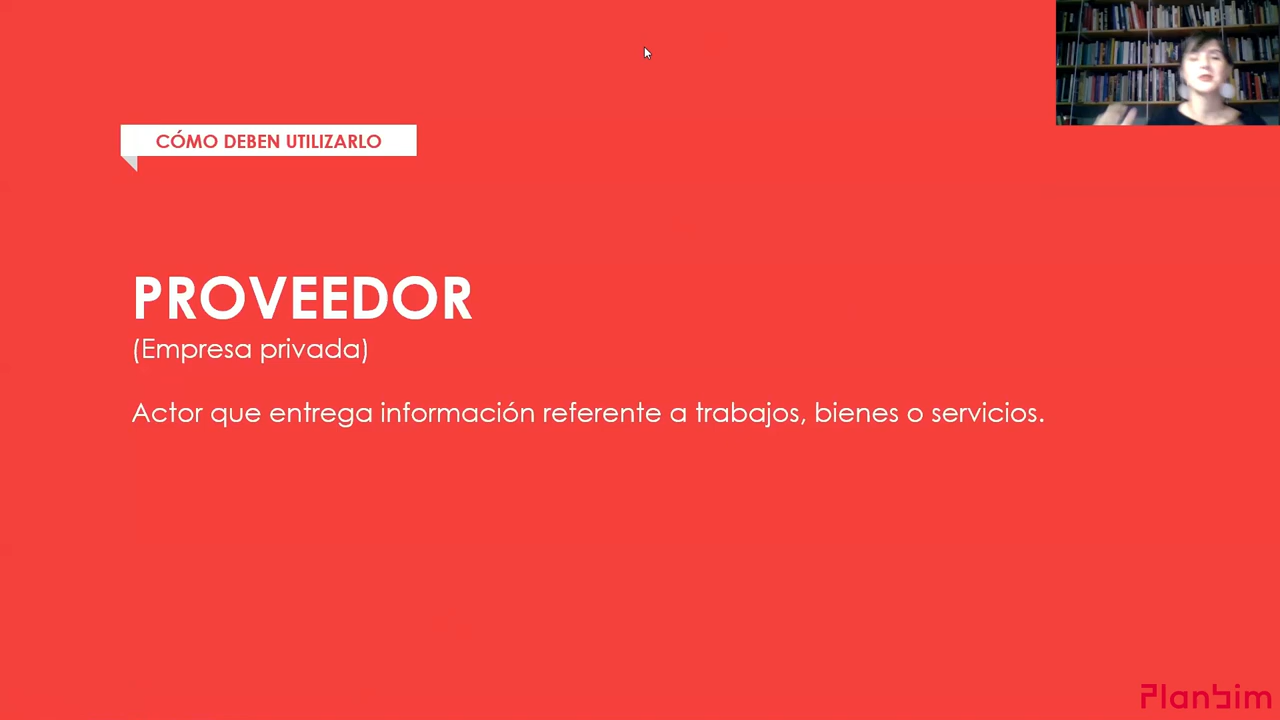 CÓMO DEBEN UTILIZARLO
PROVEEDOR
(Empresa privada)
Actor que entrega información referente a trabajos, bienes o servicios.
Planbim